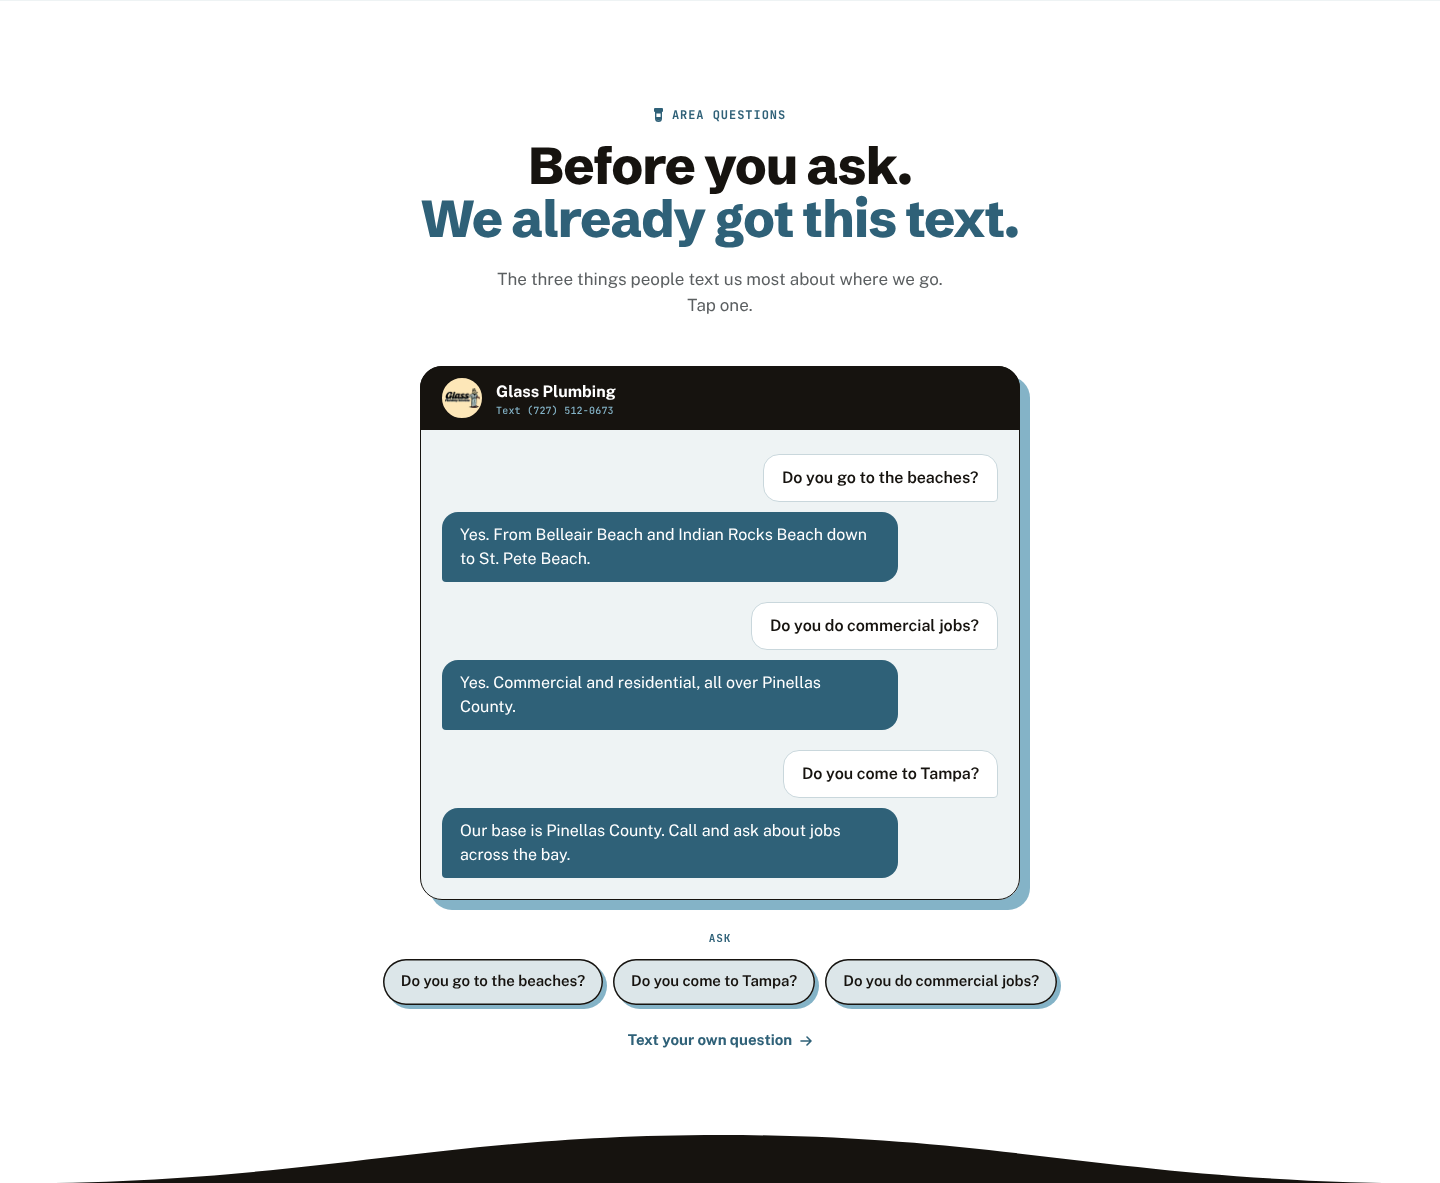 AREA QUESTIONS
Before you ask.
We already got this text.
The three things people text us most about where we go.
Tap one.
Glass
Glass Plumbing
Text (727) 512-0673
Do you go to the beaches?
Yes. From Belleair Beach and Indian Rocks Beach down
to St. Pete Beach.
Do you do commercial jobs?
Yes. Commercial and residential, all over Pinellas
County.
Do you come to Tampa?
Our base is Pinellas County. Call and ask about jobs
across the bay.
ASK
Do you go to the beaches?
Do you come to Tampa?
Do you do commercial jobs?
Text your own question →